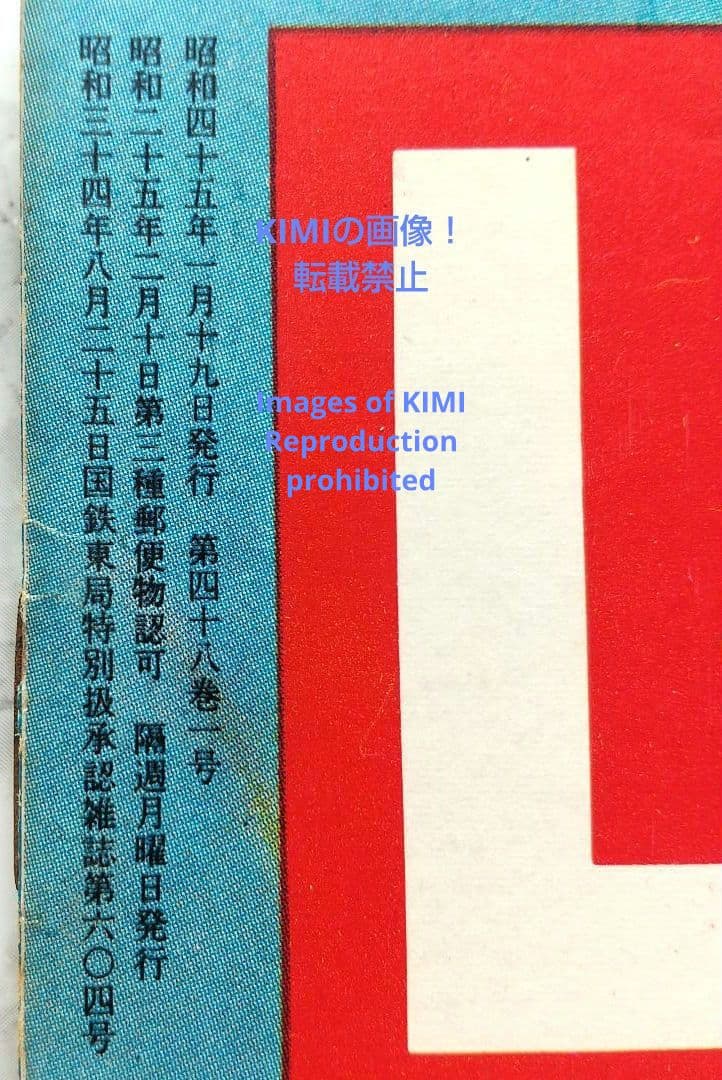 昭和四十五年一月十九日発行　第四十八巻一号
昭和二十五年二月十日第三種郵便物認可　隔週月曜日発行
昭和三十四年八月二十五日国鉄東局特別扱承認雑誌第六〇四号
L
KIMIの画像！
転載禁止
Images of KIMI
Reproduction
prohibited